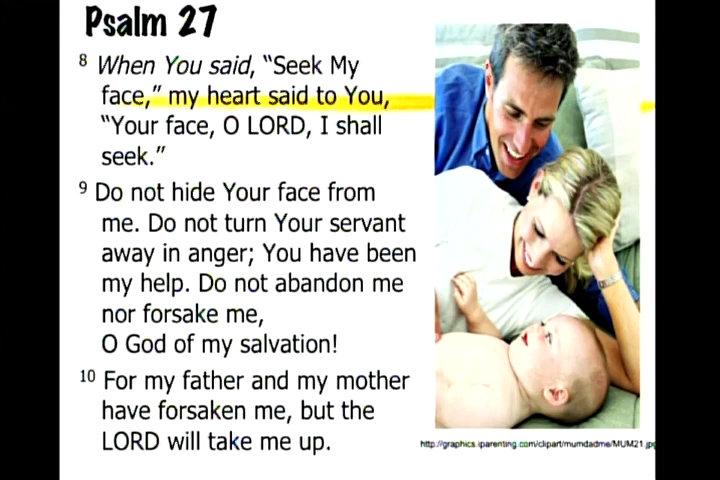 Psalm 27
8 When You said, “Seek My
face,” my heart said to You,
“Your face, O LORD, I shall
seek.”
9 Do not hide Your face from
me. Do not turn Your servant
away in anger; You have been
my help. Do not abandon me
nor forsake me,
O God of my salvation!
10 For my father and my mother
have forsaken me, but the
LORD will take me up.
http://graphics.iparenting.com/clipart/mumdadme/MUM21.jpg